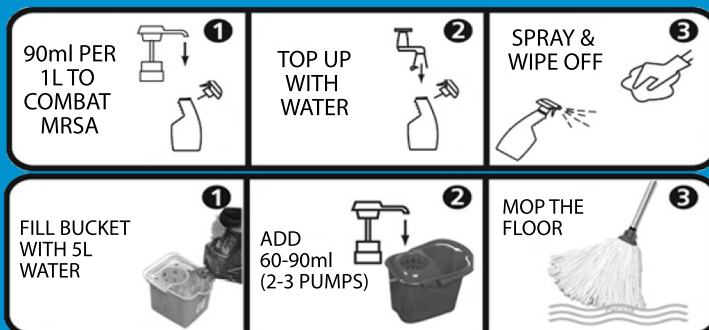 90ml PER
1L TO
COMBAT
MRSA
1
TOP UP
WITH
WATER
2
SPRAY &
WIPE OFF
3
FILL BUCKET
WITH 5L
WATER
1
ADD
60-90ml
(2-3 PUMPS)
2
MOP THE
FLOOR
3